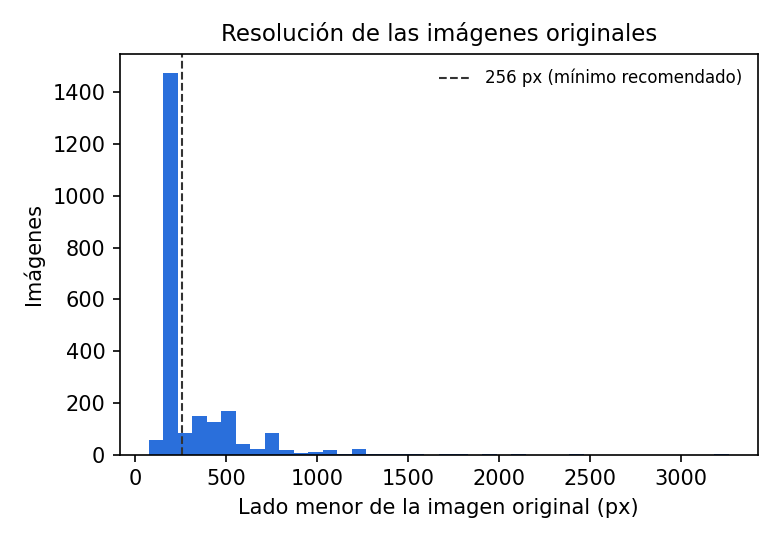 Resolución de las imágenes originales
256 px (mínimo recomendado)
Imágenes
1400
1200
1000
800
600
400
200
0
0 500 1000 1500 2000 2500 3000
Lado menor de la imagen original (px)